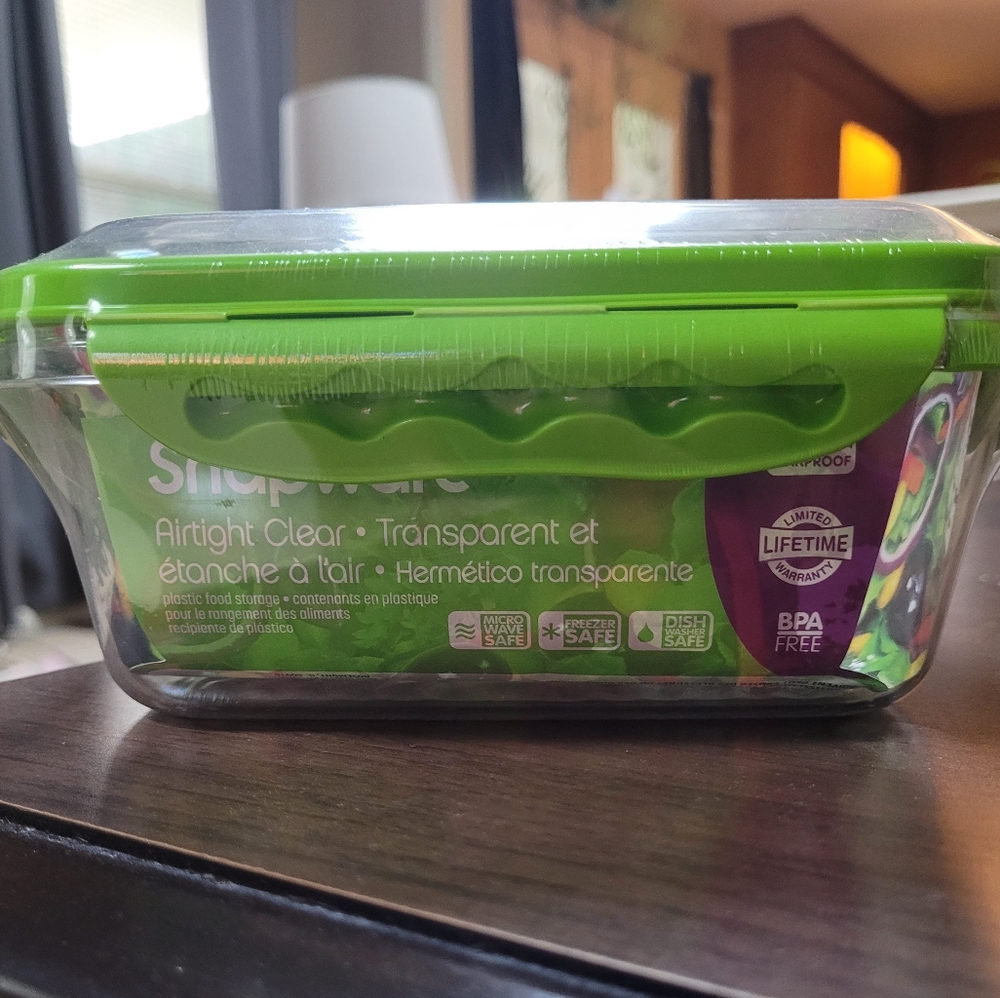 Snapware
Airtight Clear • Transparent et
étanche à l'air • Hermético transparente
plastic food storage • contenants en plastique
pour le rangement des aliments
recipiente de plástico
MICRO
WAVE
SAFE
FREEZER
SAFE
DISH
WASHER
SAFE
LIMITED
LIFETIME
WARRANTY
BPA
FREE